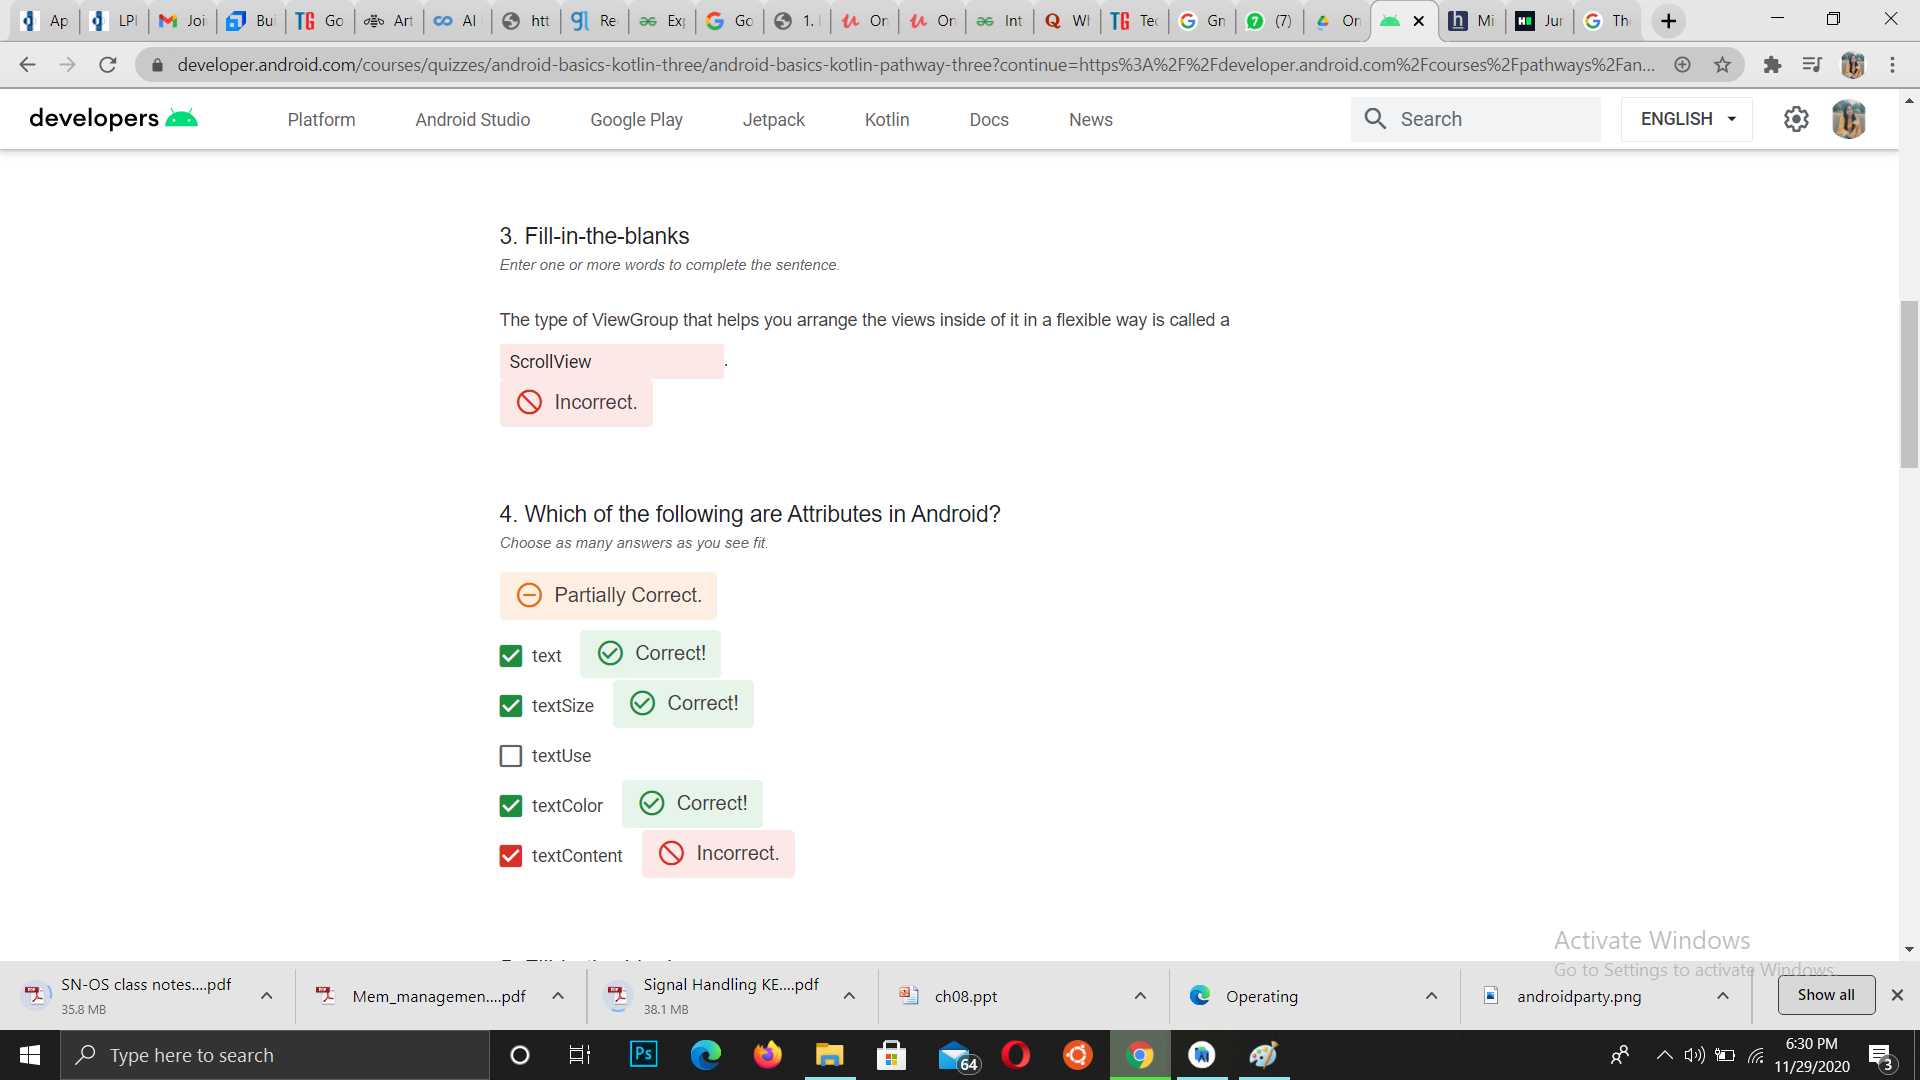 Ap
LPI
Joi
Bui
Go
Art
AI
htt
Re
Exp
Go
1.
On
On
Int
Wh
Tec
Gm
(7)
On
Mi
Jur
Th
developer.android.com/courses/quizzes/android-basics-kotlin-three/android-basics-kotlin-pathway-three?continue=https%3A%2F%2Fdeveloper.android.com%2Fcourses%2Fpathways%2Fan...
developers Platform Android Studio Google Play Jetpack Kotlin Docs News Search ENGLISH
3. Fill-in-the-blanks
Enter one or more words to complete the sentence.
The type of ViewGroup that helps you arrange the views inside of it in a flexible way is called a
ScrollView .
Incorrect.
4. Which of the following are Attributes in Android?
Choose as many answers as you see fit.
Partially Correct.
text Correct!
textSize Correct!
textUse
textColor Correct!
textContent Incorrect.
Activate Windows
Go to Settings to activate Windows.
SN-OS class notes....pdf
35.8 MB
Mem_managemen....pdf
Signal Handling KE....pdf
38.1 MB
ch08.ppt
Operating
androidparty.png
Show all
Type here to search
Ps
64
6:30 PM
11/29/2020
3